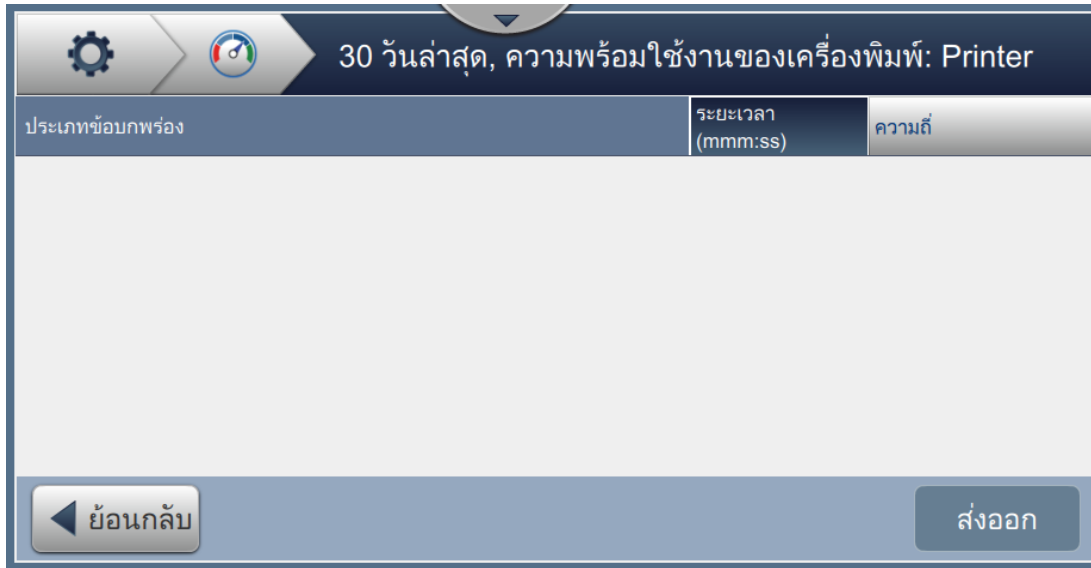 30 วันล่าสุด, ความพร้อมใช้งานของเครื่องพิมพ์: Printer
ประเภทข้อบกพร่อง
ระยะเวลา
(mmm:ss)
ความถี่
ย้อนกลับ
ส่งออก